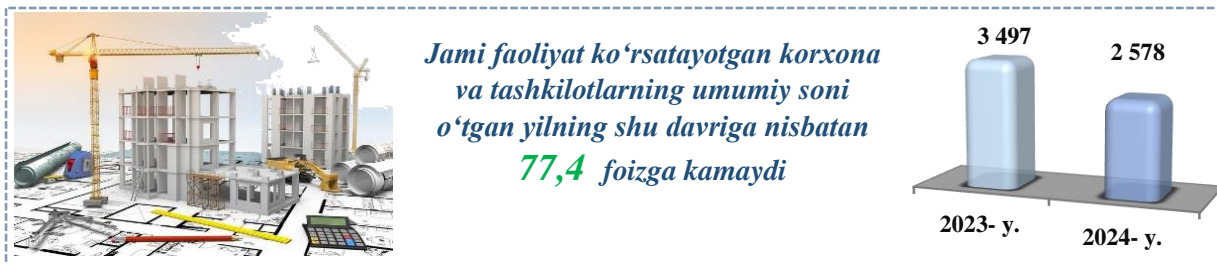 Jami faoliyat ko‘rsatayotgan korxona
va tashkilotlarning umumiy soni
o‘tgan yilning shu davriga nisbatan
77,4 foizga kamaydi
3 497
2 578
2023- y.
2024- y.